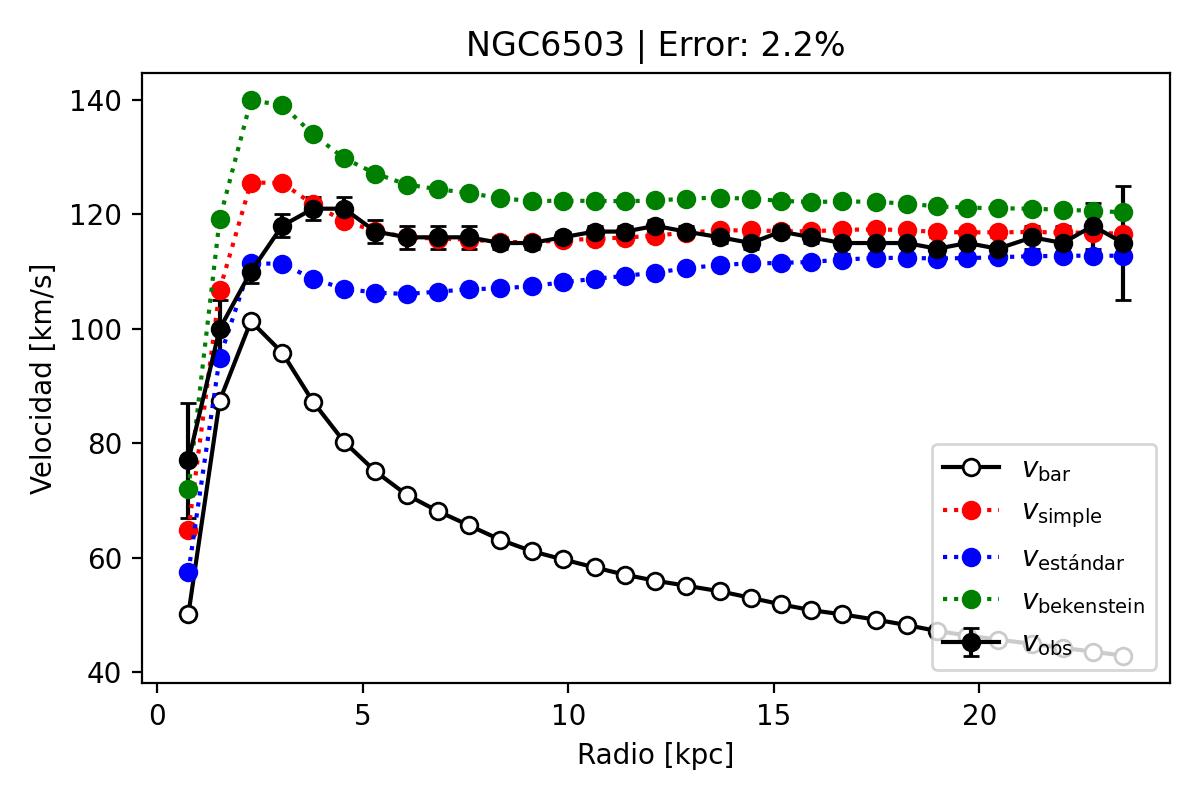 NGC6503 | Error: 2.2%
Velocidad [km/s]
140
120
100
80
60
40
v_bar
v_simple
v_estándar
v_bekenstein
v_obs
0 5 10 15 20
Radio [kpc]